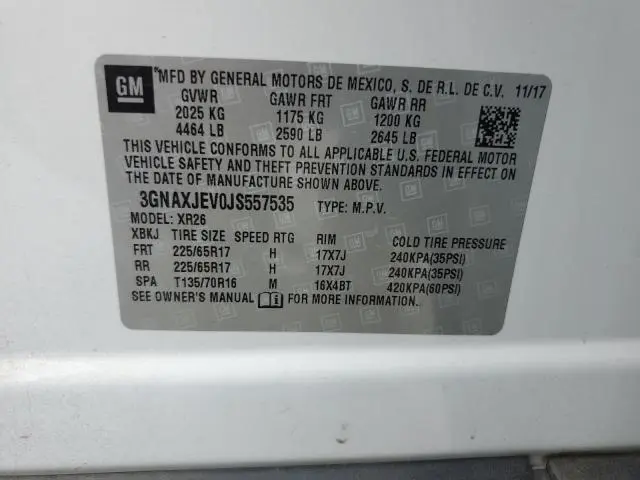 GM
MFD BY GENERAL MOTORS DE MEXICO, S. DE R.L. DE C.V. 11/17
GVWR GAWR FRT GAWR RR
2025 KG 1175 KG 1200 KG
4464 LB 2590 LB 2645 LB
THIS VEHICLE CONFORMS TO ALL APPLICABLE U.S. FEDERAL MOTOR
VEHICLE SAFETY AND THEFT PREVENTION STANDARDS IN EFFECT ON
THE DATE OF MANUFACTURE SHOWN ABOVE.
3GNAXJEV0JS557535 TYPE: M.P.V.
MODEL: XR26
XBKJ TIRE SIZE SPEED RTG RIM COLD TIRE PRESSURE
FRT 225/65R17 H 17X7J 240KPA(35PSI)
RR 225/65R17 H 17X7J 240KPA(35PSI)
SPA T135/70R16 M 16X4BT 420KPA(60PSI)
SEE OWNER'S MANUAL FOR MORE INFORMATION.